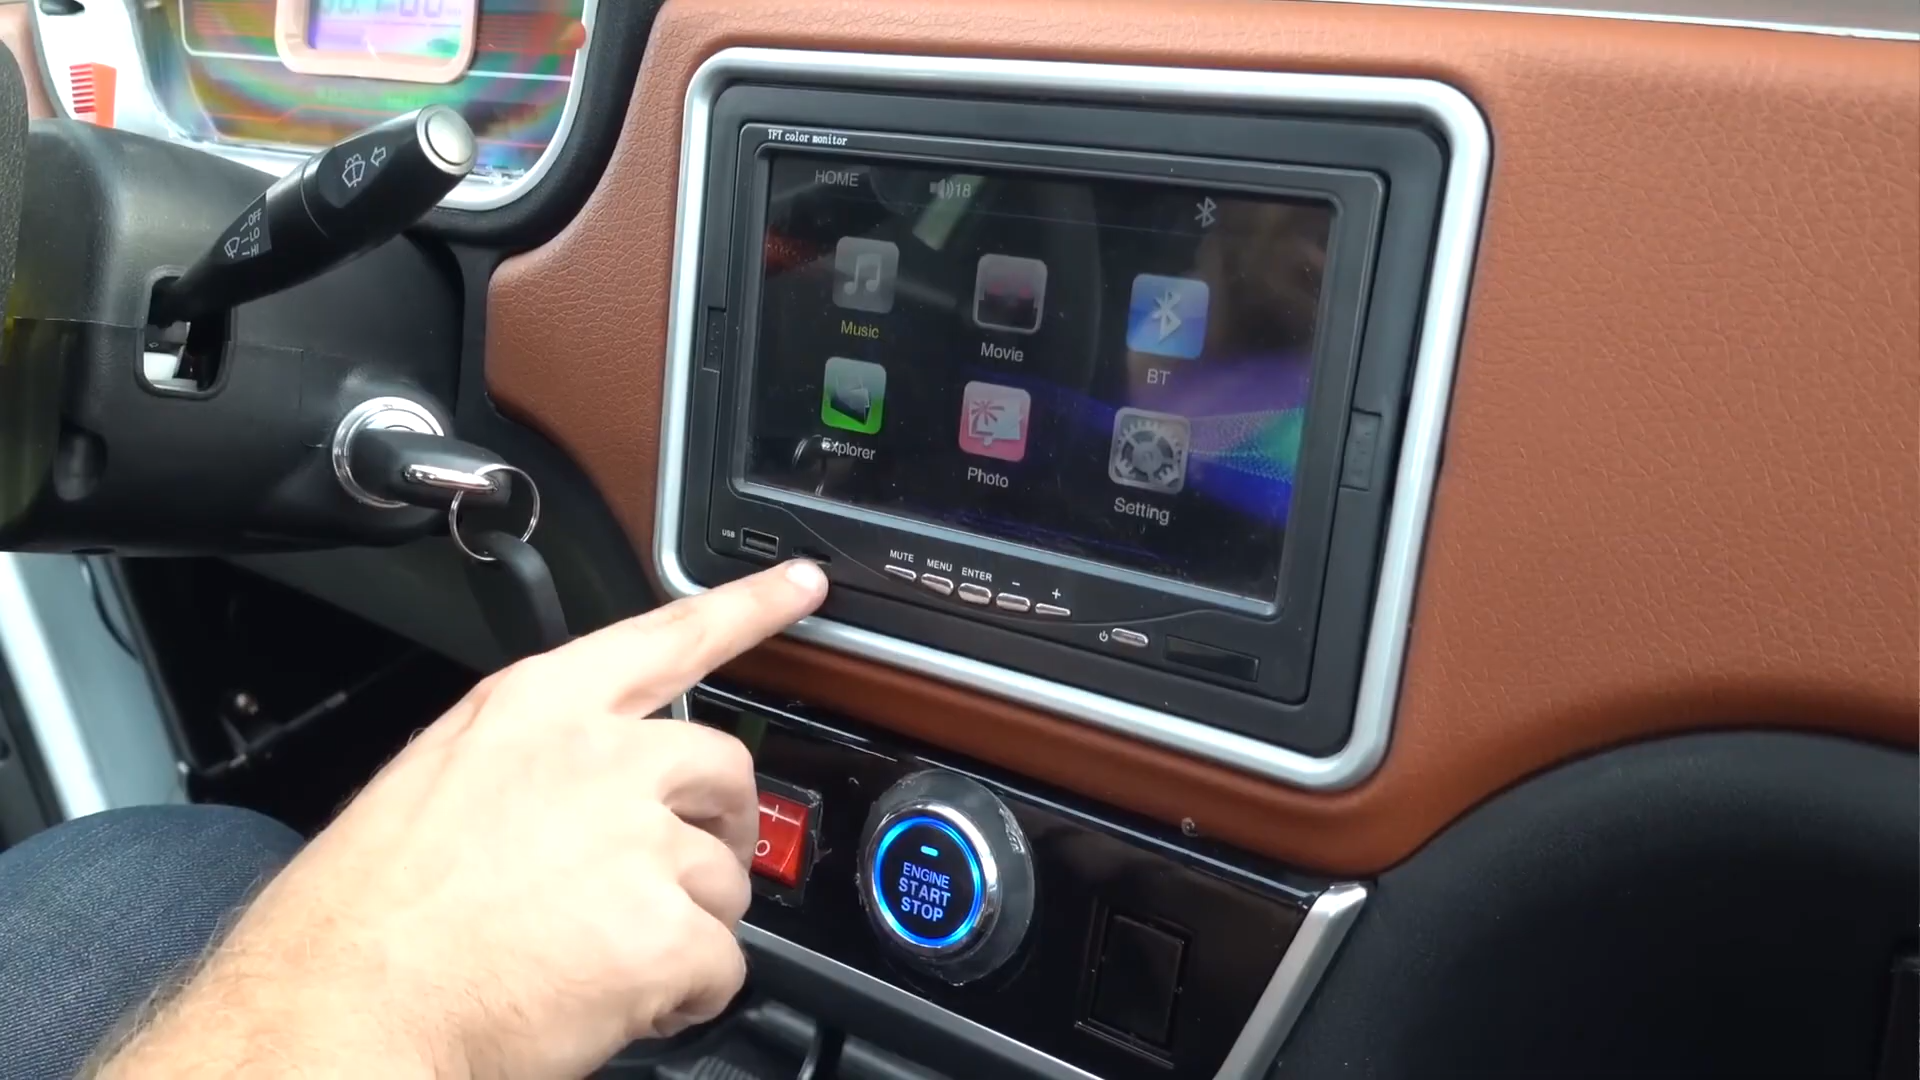 TFT color monitor
HOME
18
Music
Movie
BT
Explorer
Photo
Setting
USB
MUTE
MENU
ENTER
-
+
OFF
LO
HI
ENGINE
START
STOP